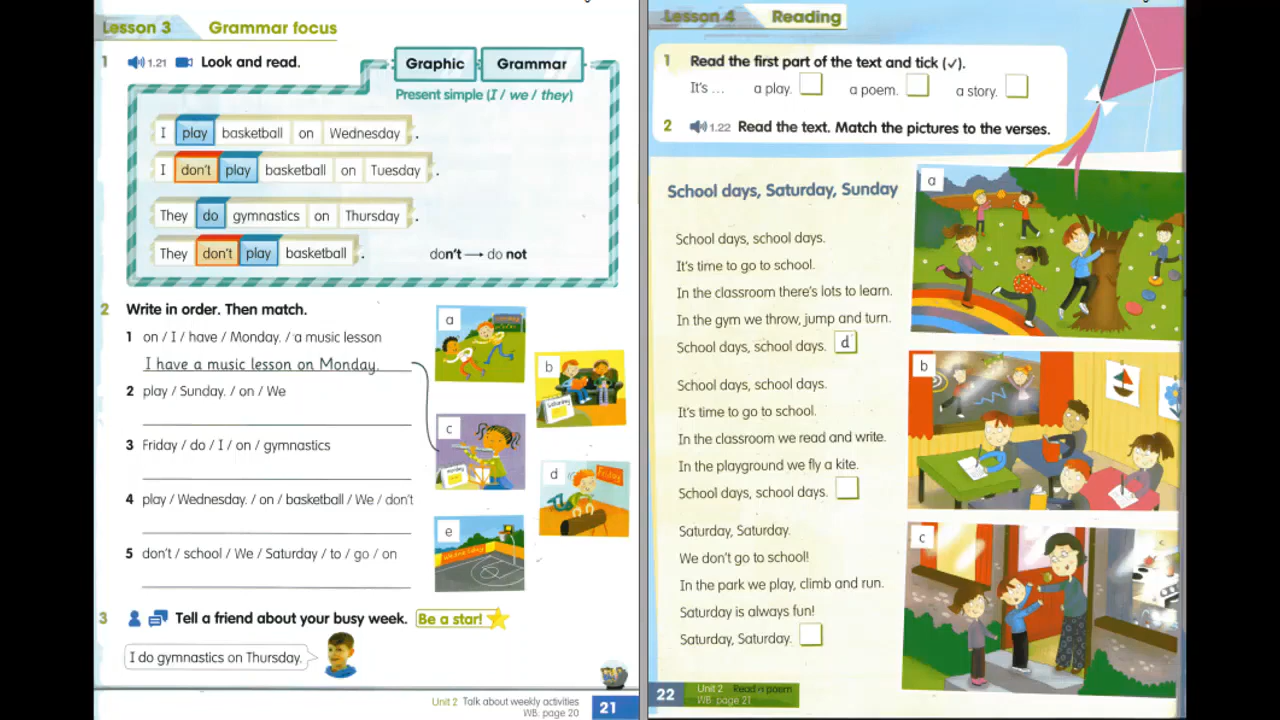 Lesson 3 Grammar focus
1 1.21 Look and read.
Graphic Grammar
Present simple (I / we / they)
I play basketball on Wednesday .
I don't play basketball on Tuesday .
They do gymnastics on Thursday .
They don't play basketball .
don't → do not
2 Write in order. Then match.
1 on / I / have / Monday. / a music lesson
I have a music lesson on Monday.
2 play / Sunday. / on / We
3 Friday / do / I / on / gymnastics
4 play / Wednesday. / on / basketball / We / don't
5 don't / school / We / Saturday / to / go / on
a
b
Saturday
c
Monday
d
Friday
e
3 Tell a friend about your busy week. Be a star!
I do gymnastics on Thursday.
Unit 2 Talk about weekly activities
WB: page 20
21
Lesson 4 Reading
1 Read the first part of the text and tick (✓).
It's ... a play. a poem. a story.
2 1.22 Read the text. Match the pictures to the verses.
School days, Saturday, Sunday
School days, school days.
It's time to go to school.
In the classroom there's lots to learn.
In the gym we throw, jump and turn.
School days, school days. d
School days, school days.
It's time to go to school.
In the classroom we read and write.
In the playground we fly a kite.
School days, school days.
Saturday, Saturday.
We don't go to school!
In the park we play, climb and run.
Saturday is always fun!
Saturday, Saturday.
a
b
c
22
Unit 2 Read a poem
WB: page 21